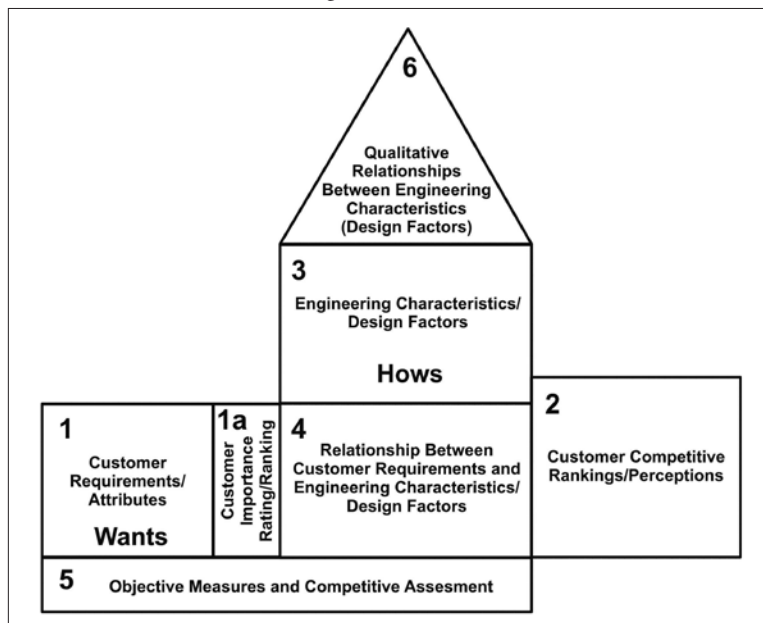 6
Qualitative
Relationships
Between Engineering
Characteristics
(Design Factors)
3
Engineering Characteristics/
Design Factors
Hows
1
Customer
Requirements/
Attributes
Wants
1a
Customer
Importance
Rating/Ranking
4
Relationship Between
Customer Requirements and
Engineering Characteristics/
Design Factors
2
Customer Competitive
Rankings/Perceptions
5
Objective Measures and Competitive Assesment